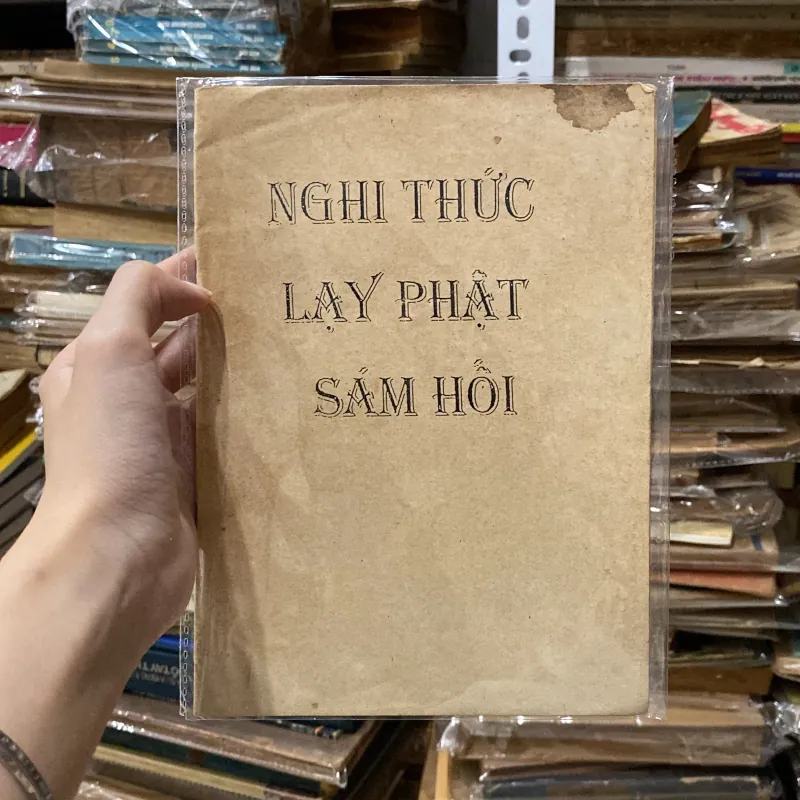 NGHI THỨC
LẠY PHẬT
SÁM HỐI